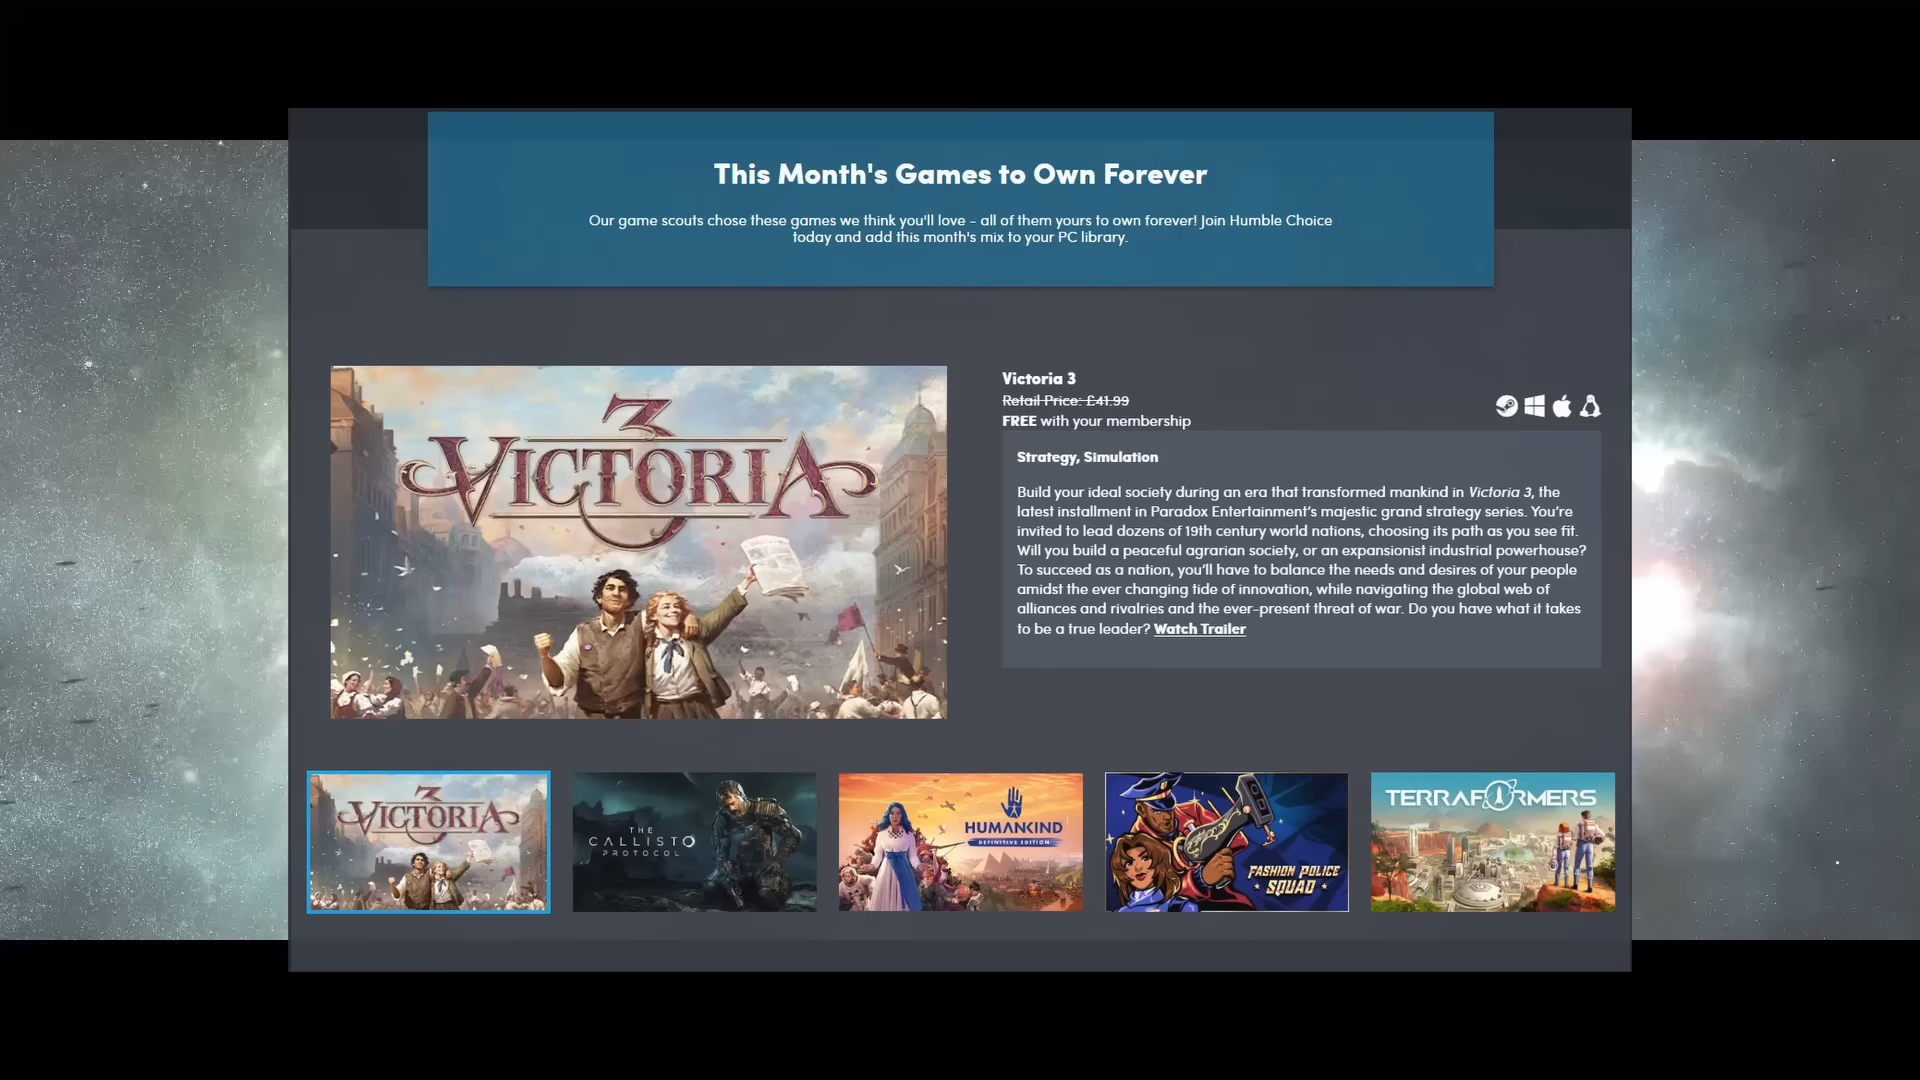 This Month's Games to Own Forever
Our game scouts chose these games we think you'll love - all of them yours to own forever! Join Humble Choice
today and add this month's mix to your PC library.
3
VICTORIA
Victoria 3
Retail Price: £41.99
FREE with your membership
Strategy, Simulation
Build your ideal society during an era that transformed mankind in Victoria 3, the
latest installment in Paradox Entertainment's majestic grand strategy series. You're
invited to lead dozens of 19th century world nations, choosing its path as you see fit.
Will you build a peaceful agrarian society, or an expansionist industrial powerhouse?
To succeed as a nation, you'll have to balance the needs and desires of your people
amidst the ever changing tide of innovation, while navigating the global web of
alliances and rivalries and the ever-present threat of war. Do you have what it takes
to be a true leader? Watch Trailer
3
VICTORIA
THE
CALLISTO
PROTOCOL
HUMANKIND
DEFINITIVE EDITION
FASHION POLICE
SQUAD
TERRAFORMERS